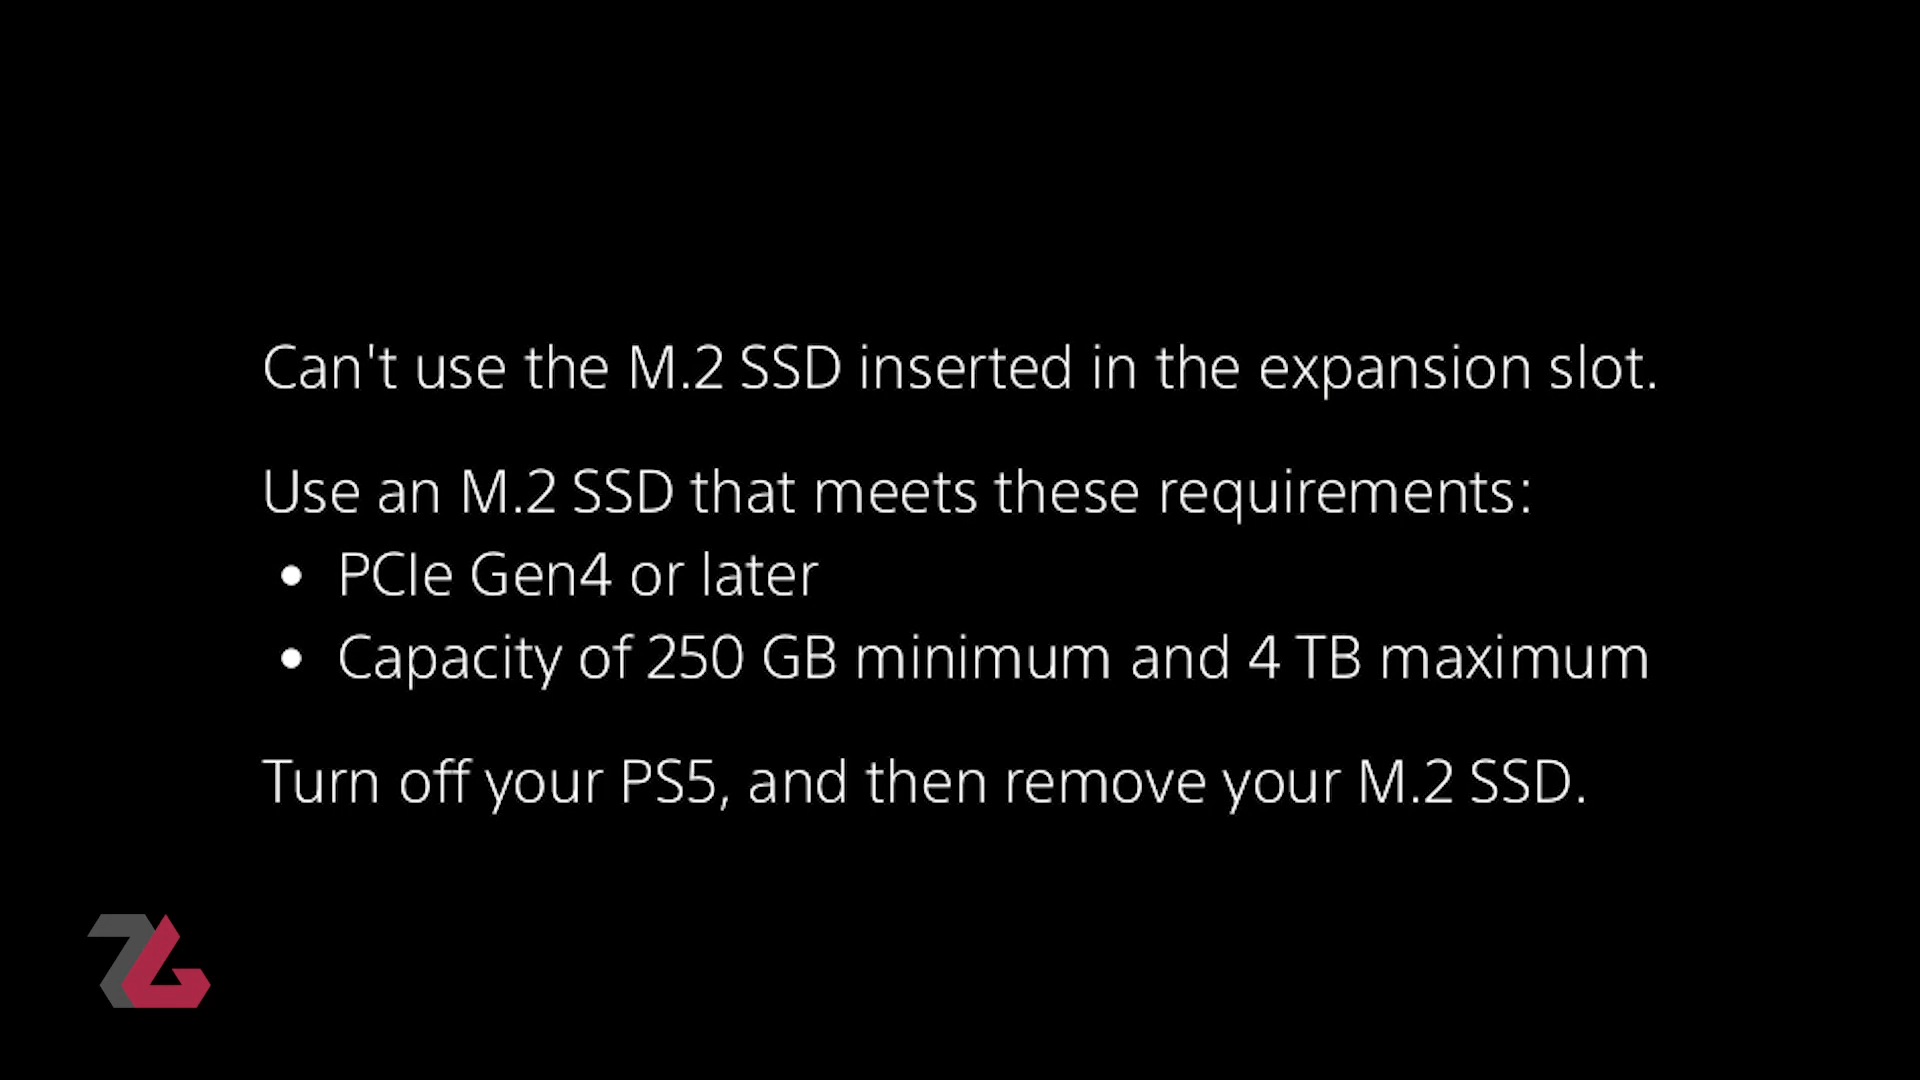 Can't use the M.2 SSD inserted in the expansion slot.
Use an M.2 SSD that meets these requirements:
• PCIe Gen4 or later
• Capacity of 250 GB minimum and 4 TB maximum
Turn off your PS5, and then remove your M.2 SSD.